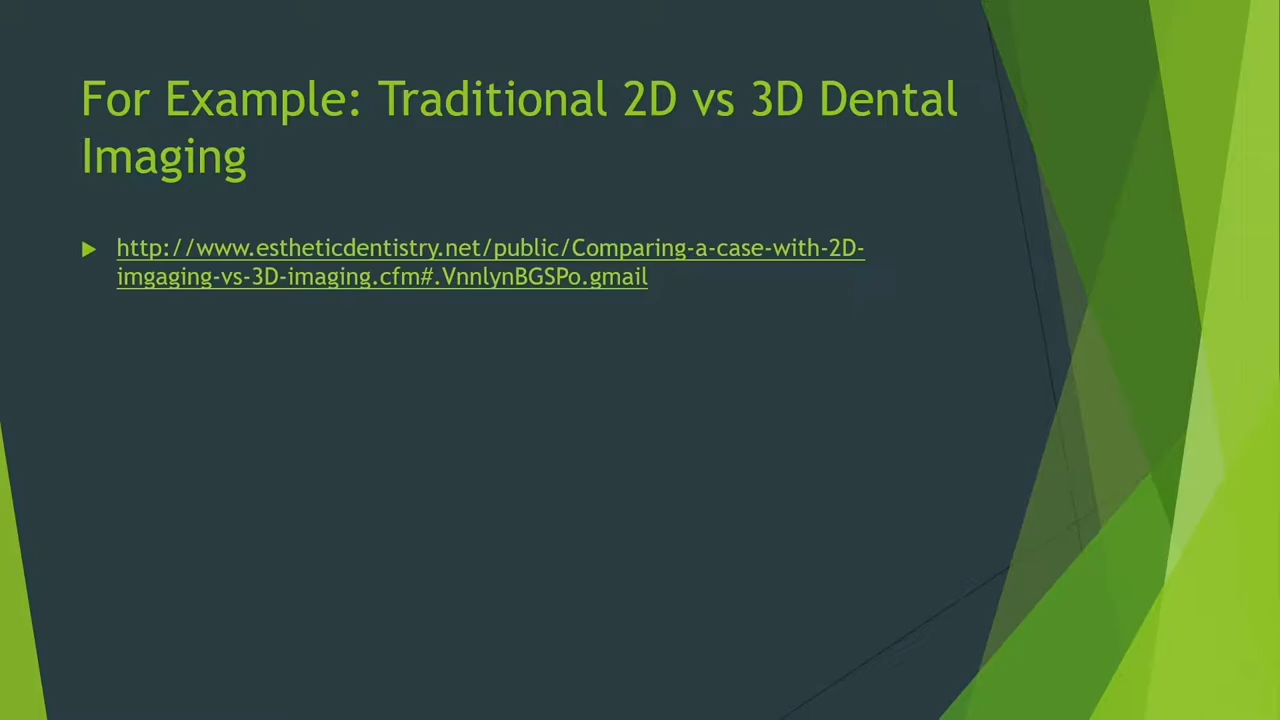 For Example: Traditional 2D vs 3D Dental
Imaging
http://www.estheticdentistry.net/public/Comparing-a-case-with-2D-
imgaging-vs-3D-imaging.cfm#.VnnlynBGSPo.gmail